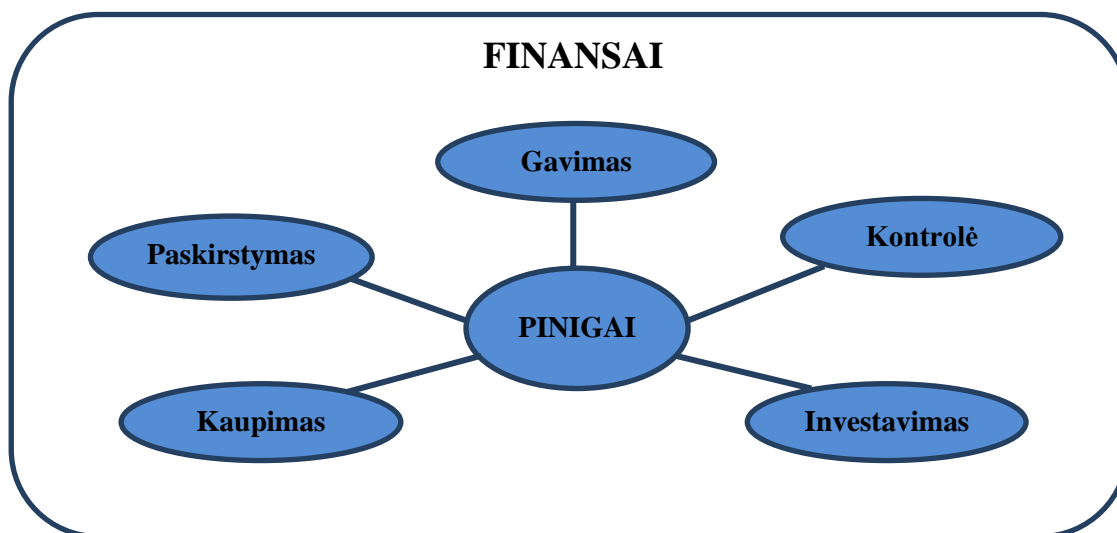 FINANSAI
Gavimas
Kontrolė
Paskirstymas
PINIGAI
Kaupimas
Investavimas